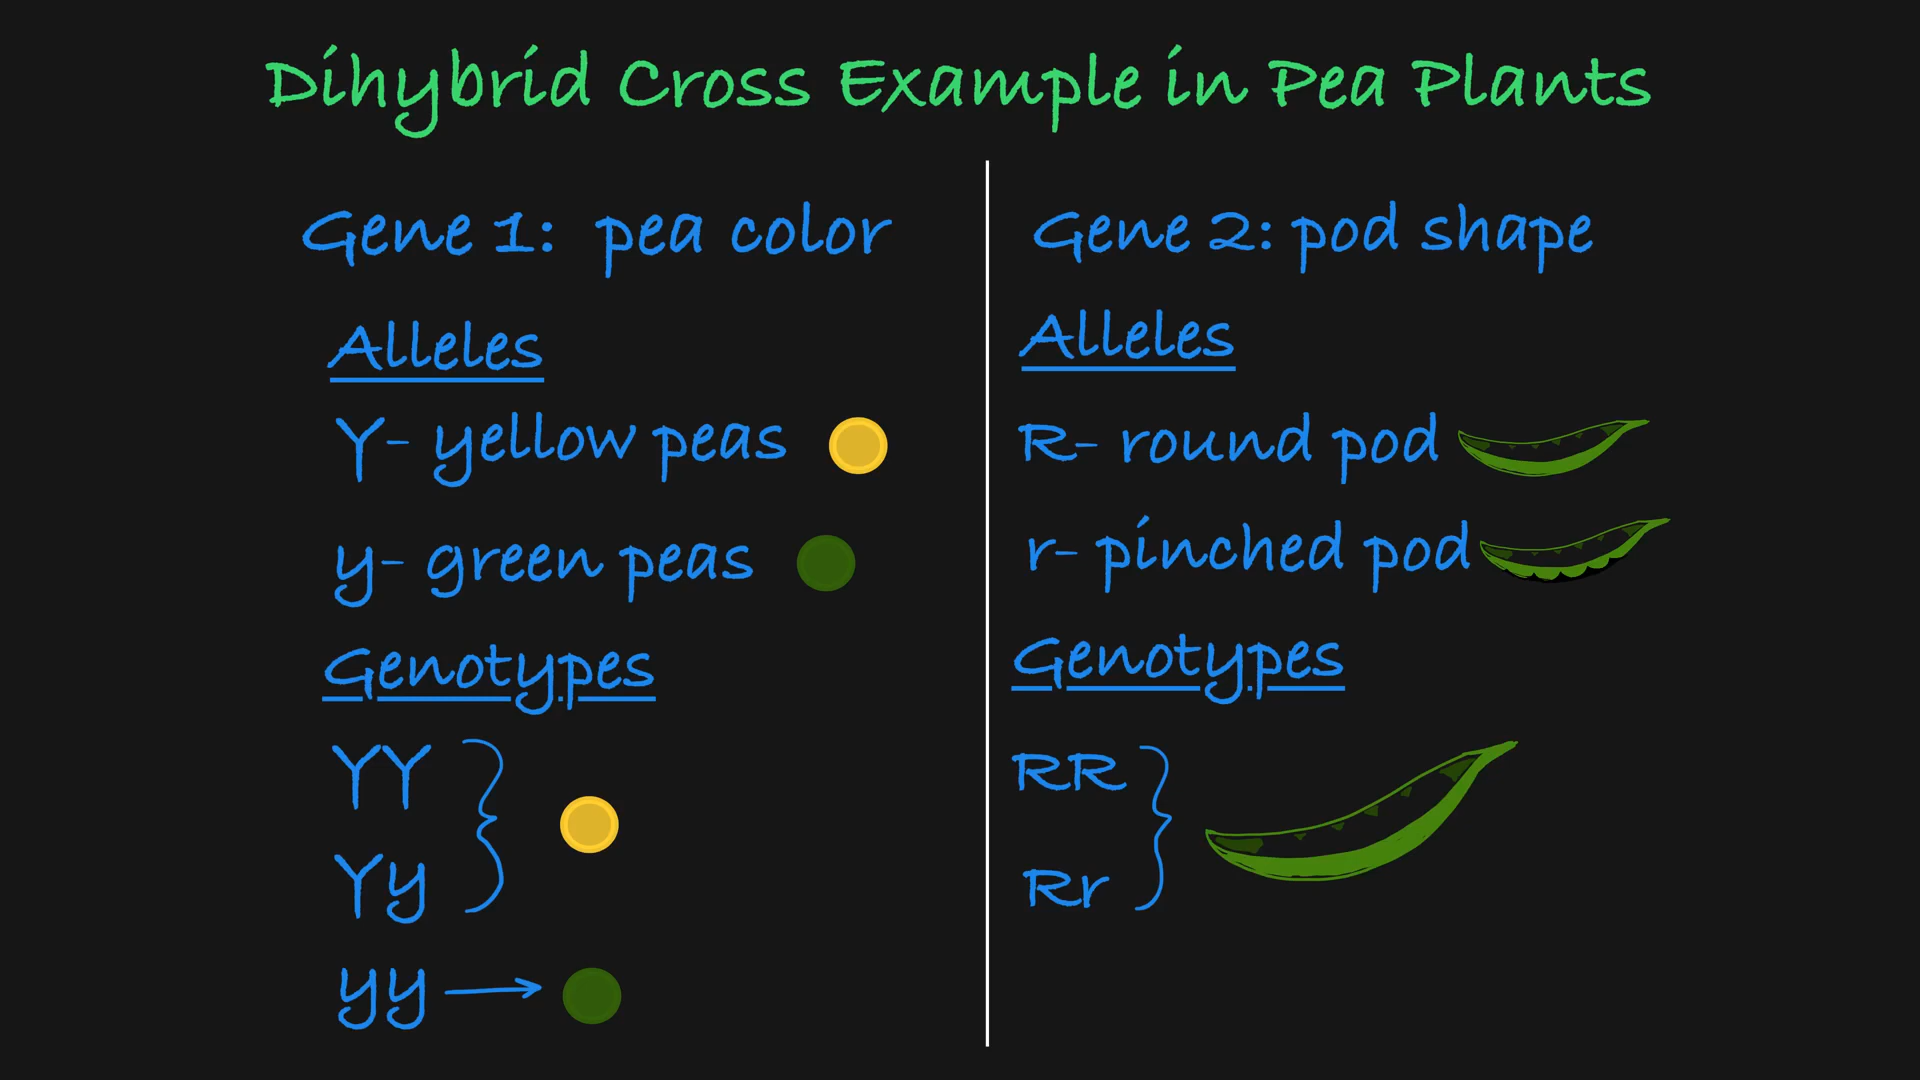 Dihybrid Cross Example in Pea Plants
Gene 1: pea color
Alleles
Y- yellow peas
y- green peas
Genotypes
YY
Yy
yy
Gene 2: pod shape
Alleles
R- round pod
r- pinched pod
Genotypes
RR
Rr